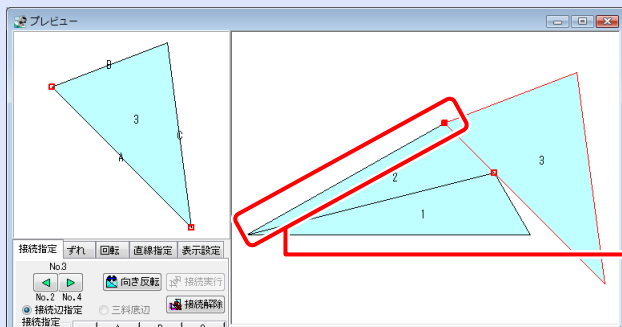 プレビュー
B
3
C
A
3
2
1
接続指定 ずれ 回転 直線指定 表示設定
No.3
向き反転 接続実行
No.2 No.4
接続辺指定 三斜底辺 接続解除
接続指定